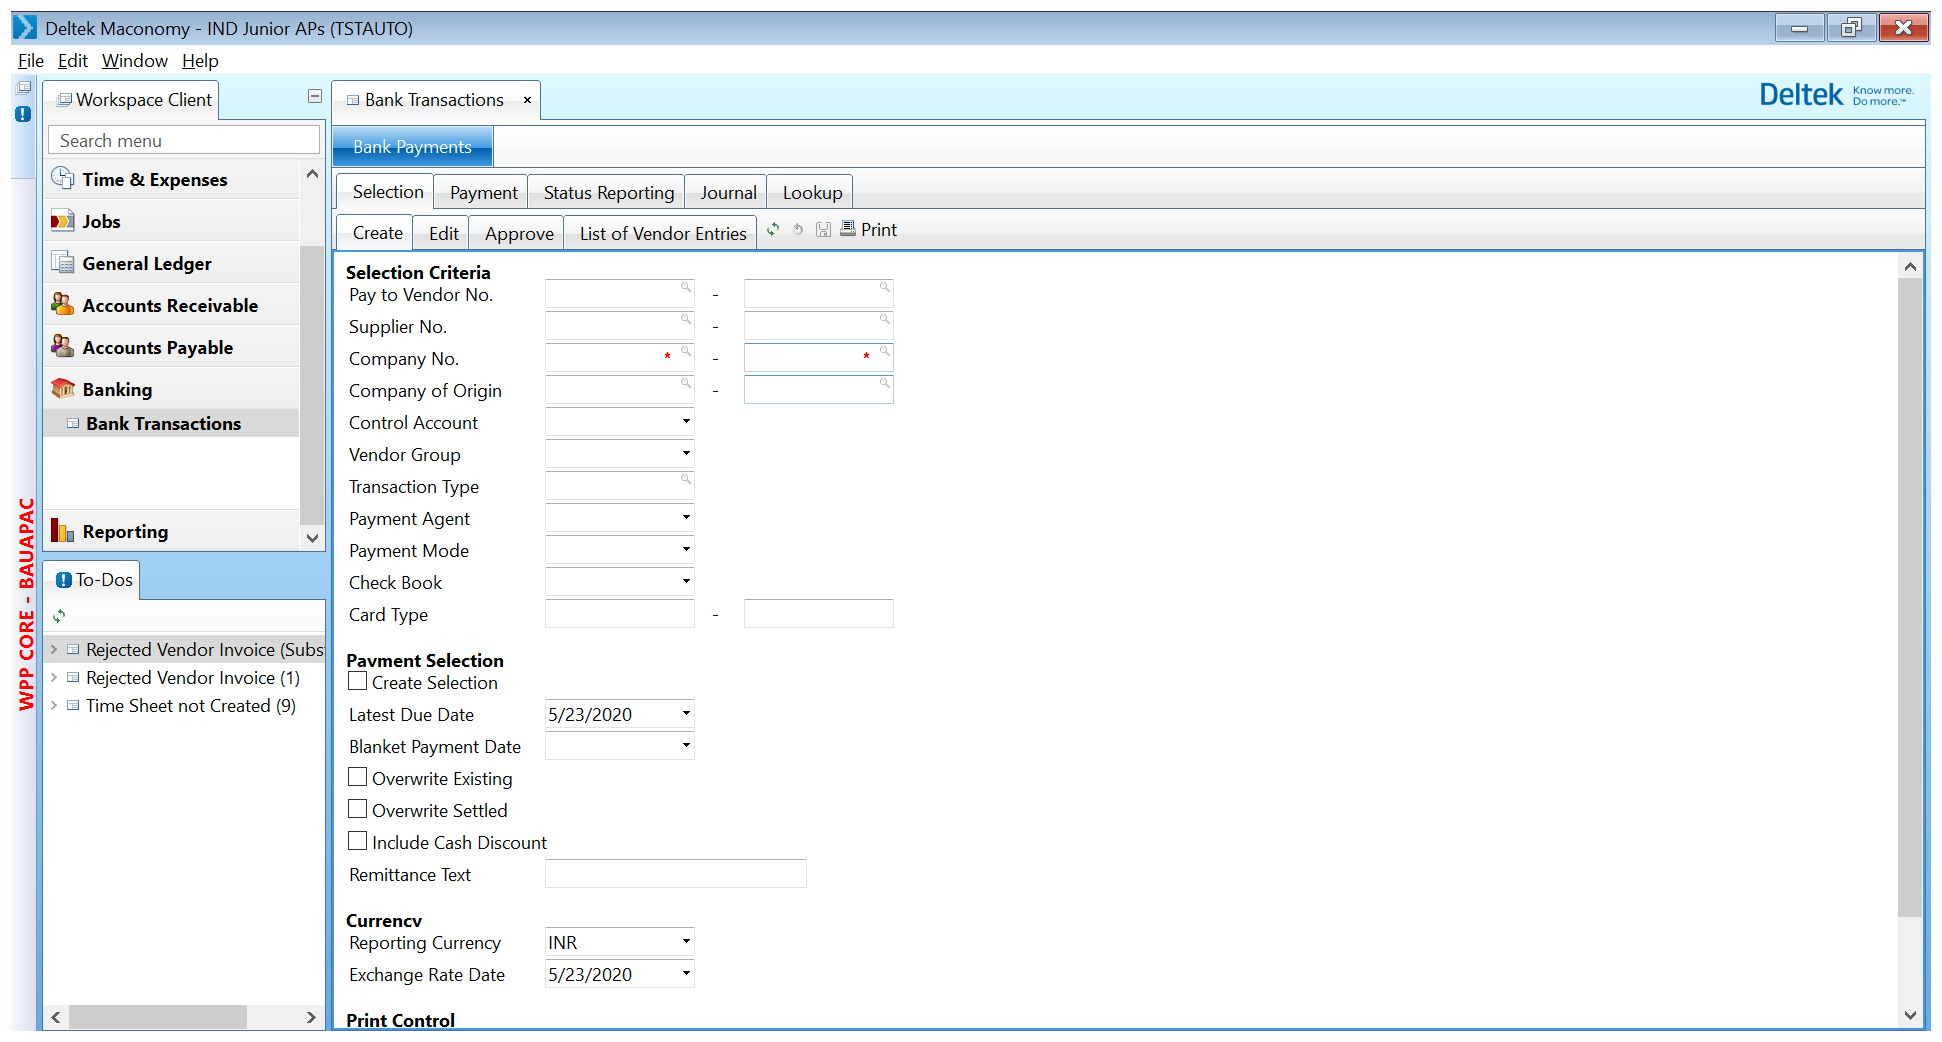 Deltek Maconomy - IND Junior APs (TSTAUTO)
File Edit Window Help
Workspace Client
Bank Transactions
Deltek Know more. Do more.™
Search menu
Bank Payments
Time & Expenses
Jobs
General Ledger
Accounts Receivable
Accounts Payable
Banking
Bank Transactions
Reporting
WPP CORE - BAUAPAC
To-Dos
Rejected Vendor Invoice (Subs
Rejected Vendor Invoice (1)
Time Sheet not Created (9)
Selection Payment Status Reporting Journal Lookup
Create Edit Approve List of Vendor Entries Print
Selection Criteria
Pay to Vendor No. -
Supplier No. -
Company No. * - *
Company of Origin -
Control Account
Vendor Group
Transaction Type
Payment Agent
Payment Mode
Check Book
Card Type -
Payment Selection
Create Selection
Latest Due Date 5/23/2020
Blanket Payment Date
Overwrite Existing
Overwrite Settled
Include Cash Discount
Remittance Text
Currency
Reporting Currency INR
Exchange Rate Date 5/23/2020
Print Control